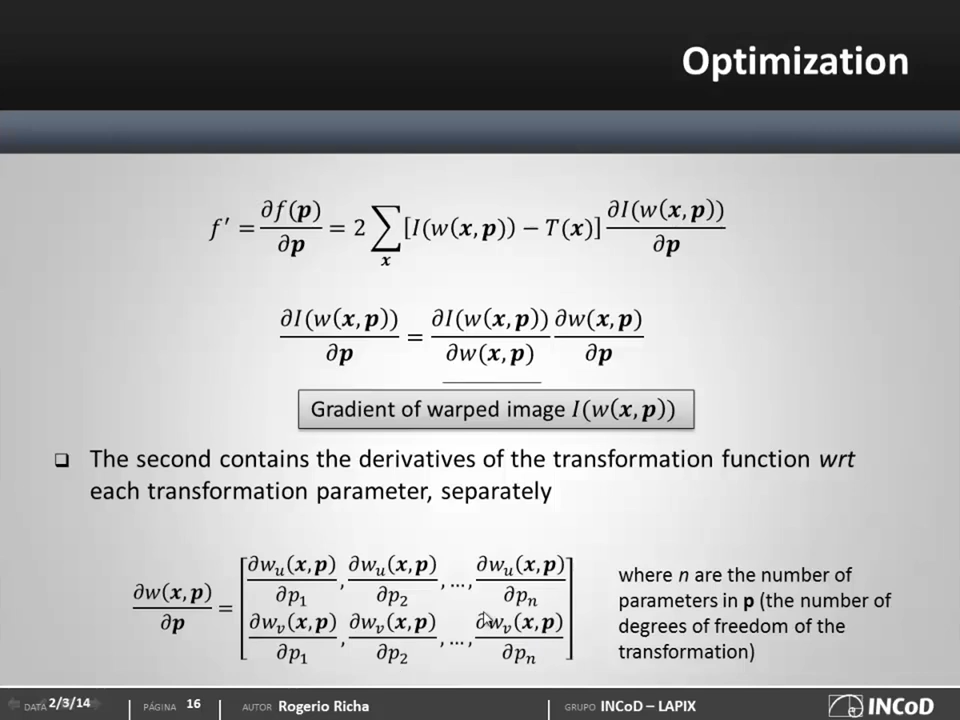 Optimization
f′ = ∂f(p)/∂p = 2 ∑ₓ [I(w(x,p)) − T(x)] ∂I(w(x,p))/∂p
∂I(w(x,p))/∂p = ∂I(w(x,p))/∂w(x,p) ∂w(x,p)/∂p
Gradient of warped image I(w(x,p))
❑ The second contains the derivatives of the transformation function wrt
each transformation parameter, separately
∂w(x,p)/∂p = [∂wᵤ(x,p)/∂p₁, ∂wᵤ(x,p)/∂p₂, …, ∂wᵤ(x,p)/∂pₙ
∂wᵥ(x,p)/∂p₁, ∂wᵥ(x,p)/∂p₂, …, ∂wᵥ(x,p)/∂pₙ]
where n are the number of
parameters in p (the number of
degrees of freedom of the
transformation)
DATA 2/3/14 PÁGINA 16 AUTOR Rogerio Richa GRUPO INCoD – LAPIX INCoD